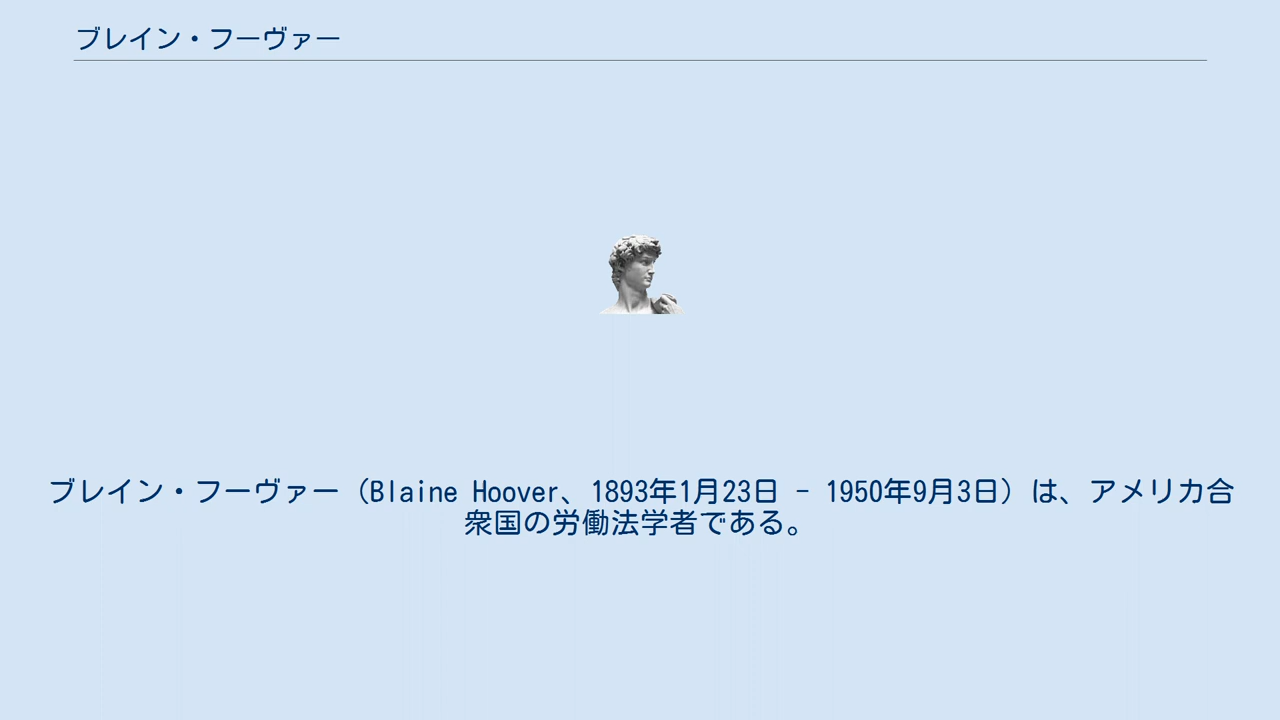 ブレイン・フーヴァー
ブレイン・フーヴァー（Blaine Hoover、1893年1月23日 - 1950年9月3日）は、アメリカ合
衆国の労働法学者である。